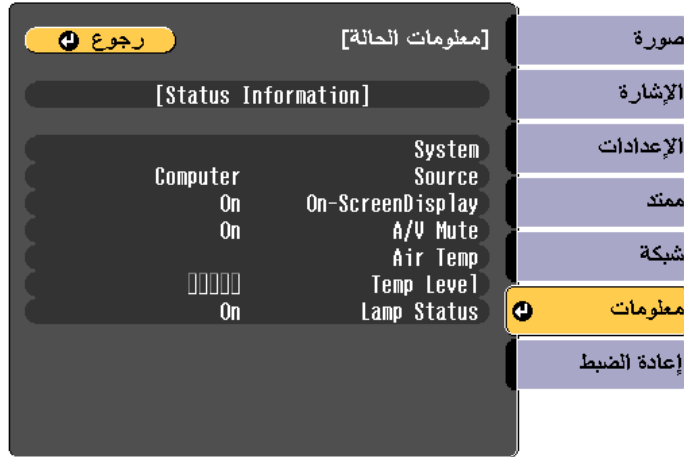 [معلومات الحالة] رجوع
[Status Information]
System
Source Computer
On-ScreenDisplay On
A/V Mute On
Air Temp
Temp Level
Lamp Status On
صورة
الإشارة
الإعدادات
ممتد
شبكة
معلومات
إعادة الضبط